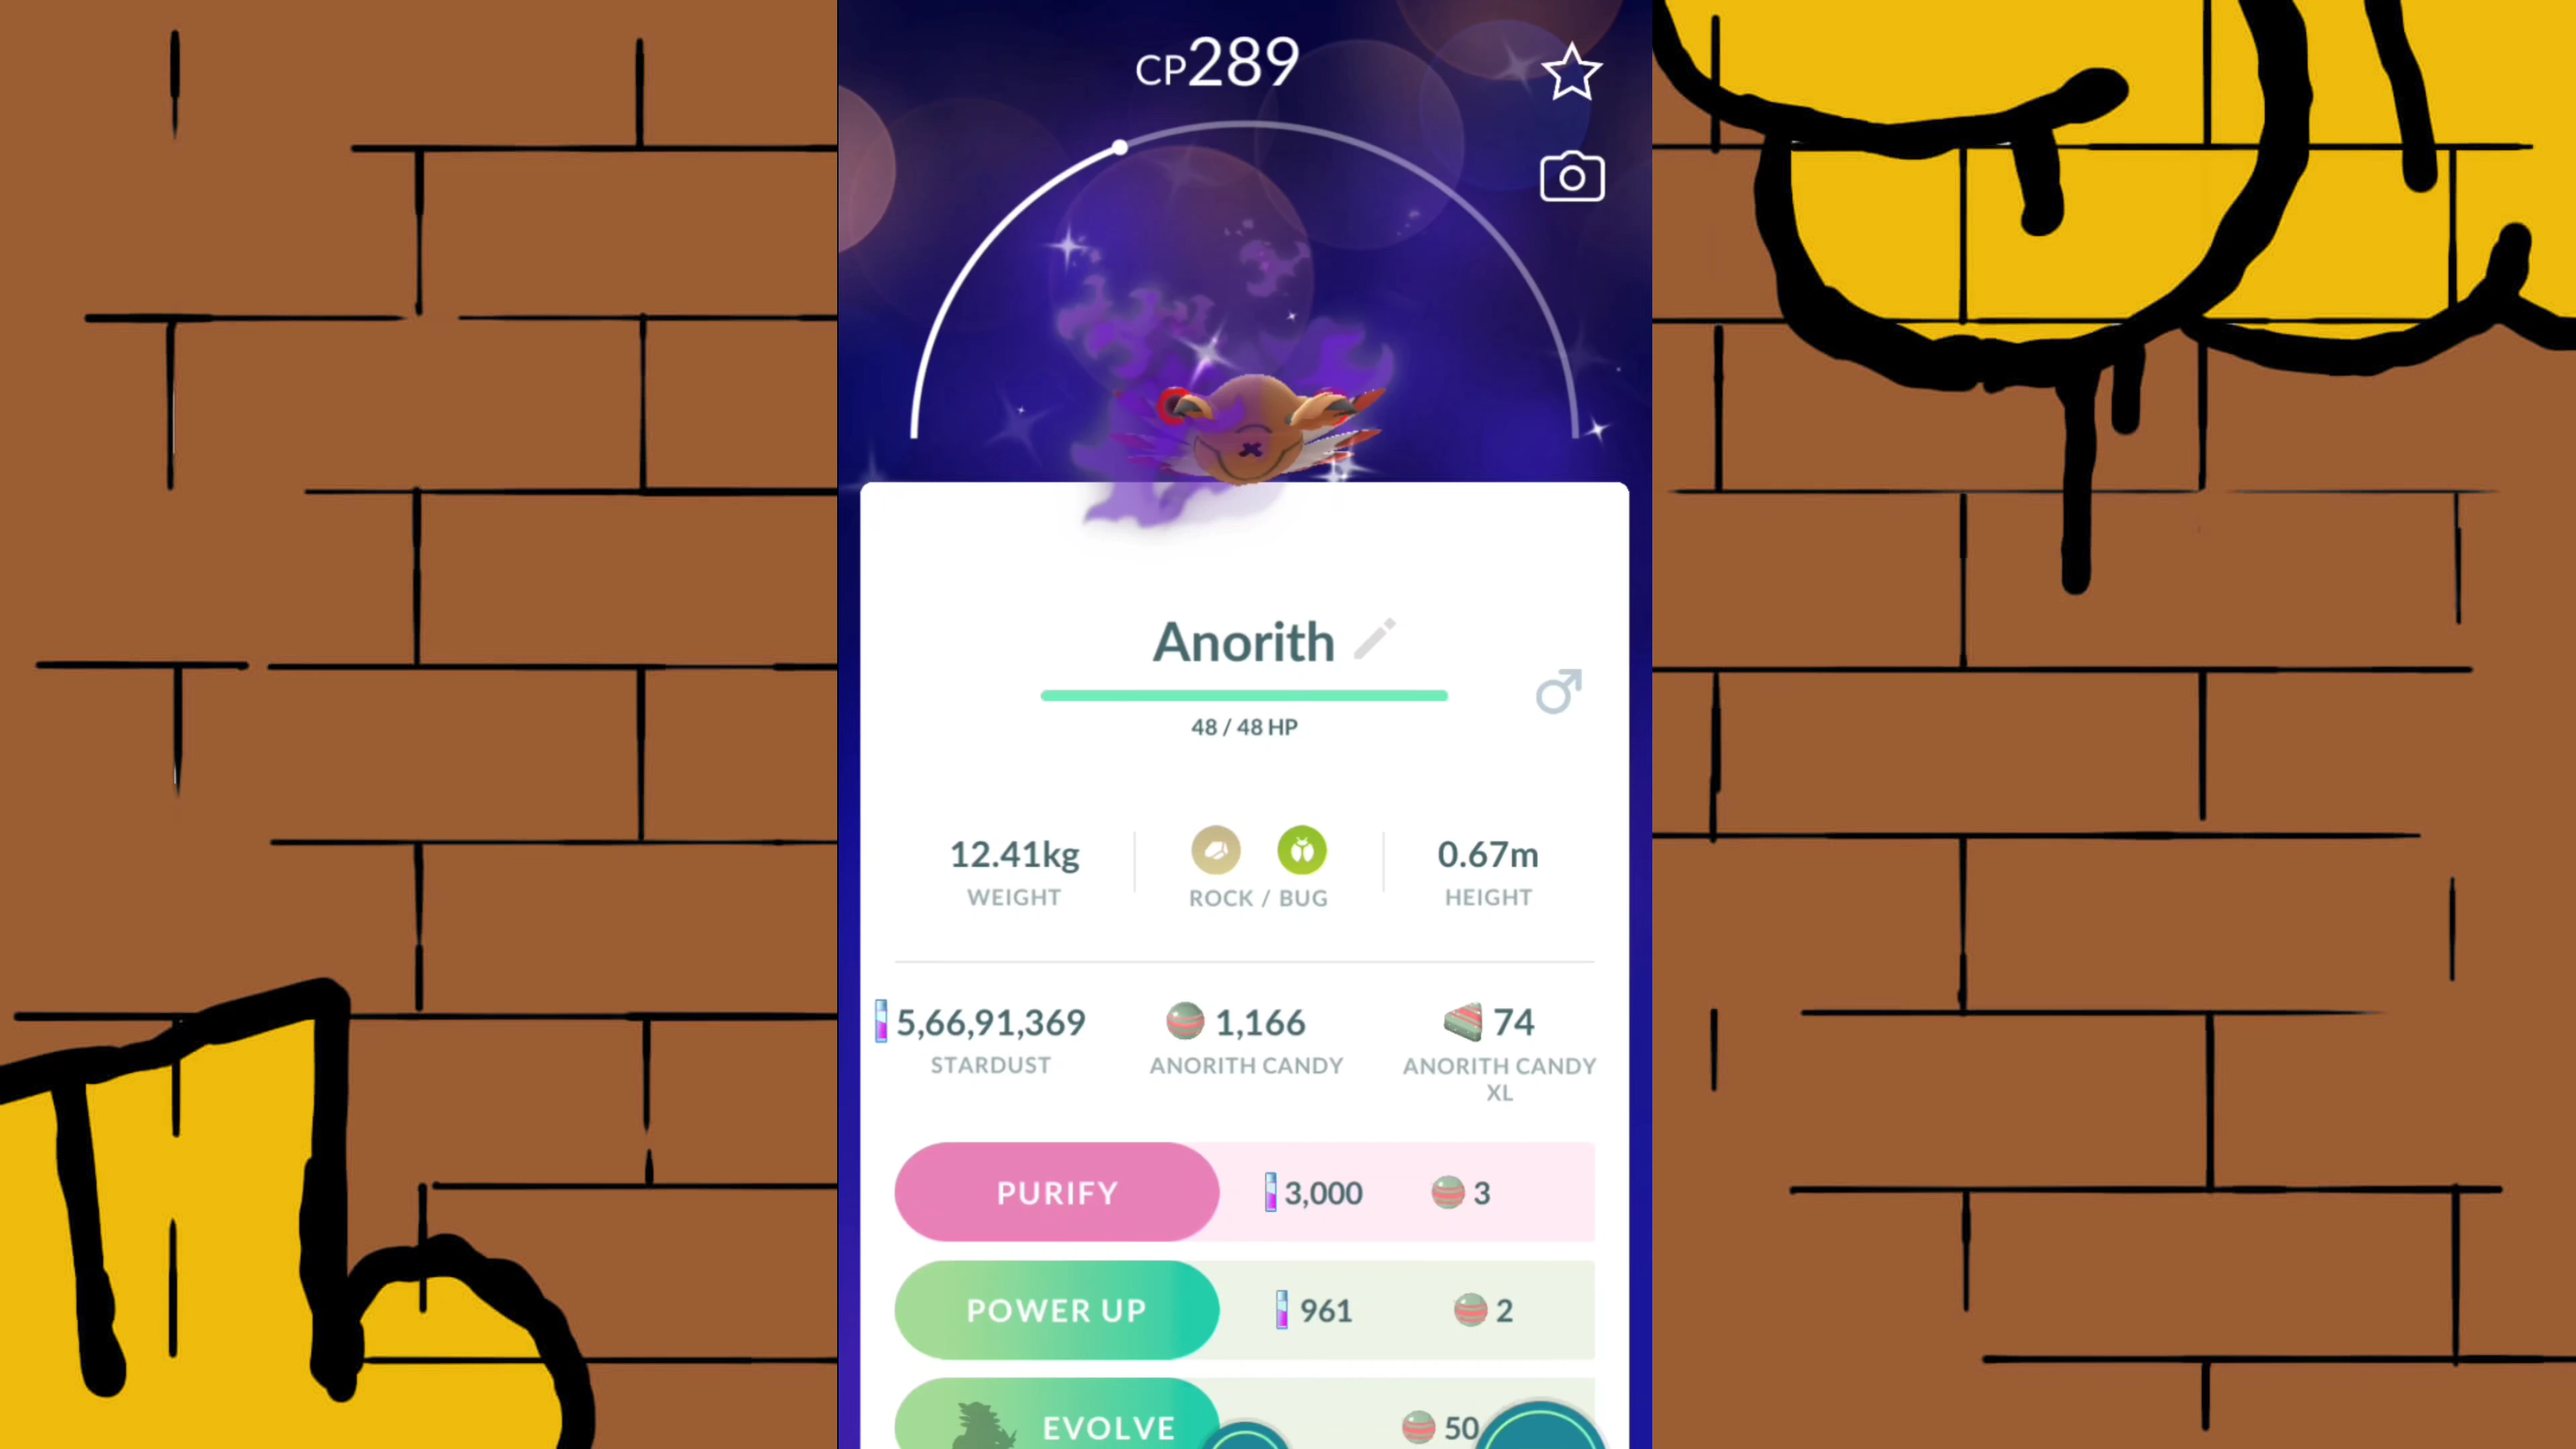 CP289
Anorith
48 / 48 HP
12.41kg
WEIGHT
ROCK / BUG
0.67m
HEIGHT
5,66,91,369
STARDUST
1,166
ANORITH CANDY
74
ANORITH CANDY
XL
PURIFY 3,000 3
POWER UP 961 2
EVOLVE 50